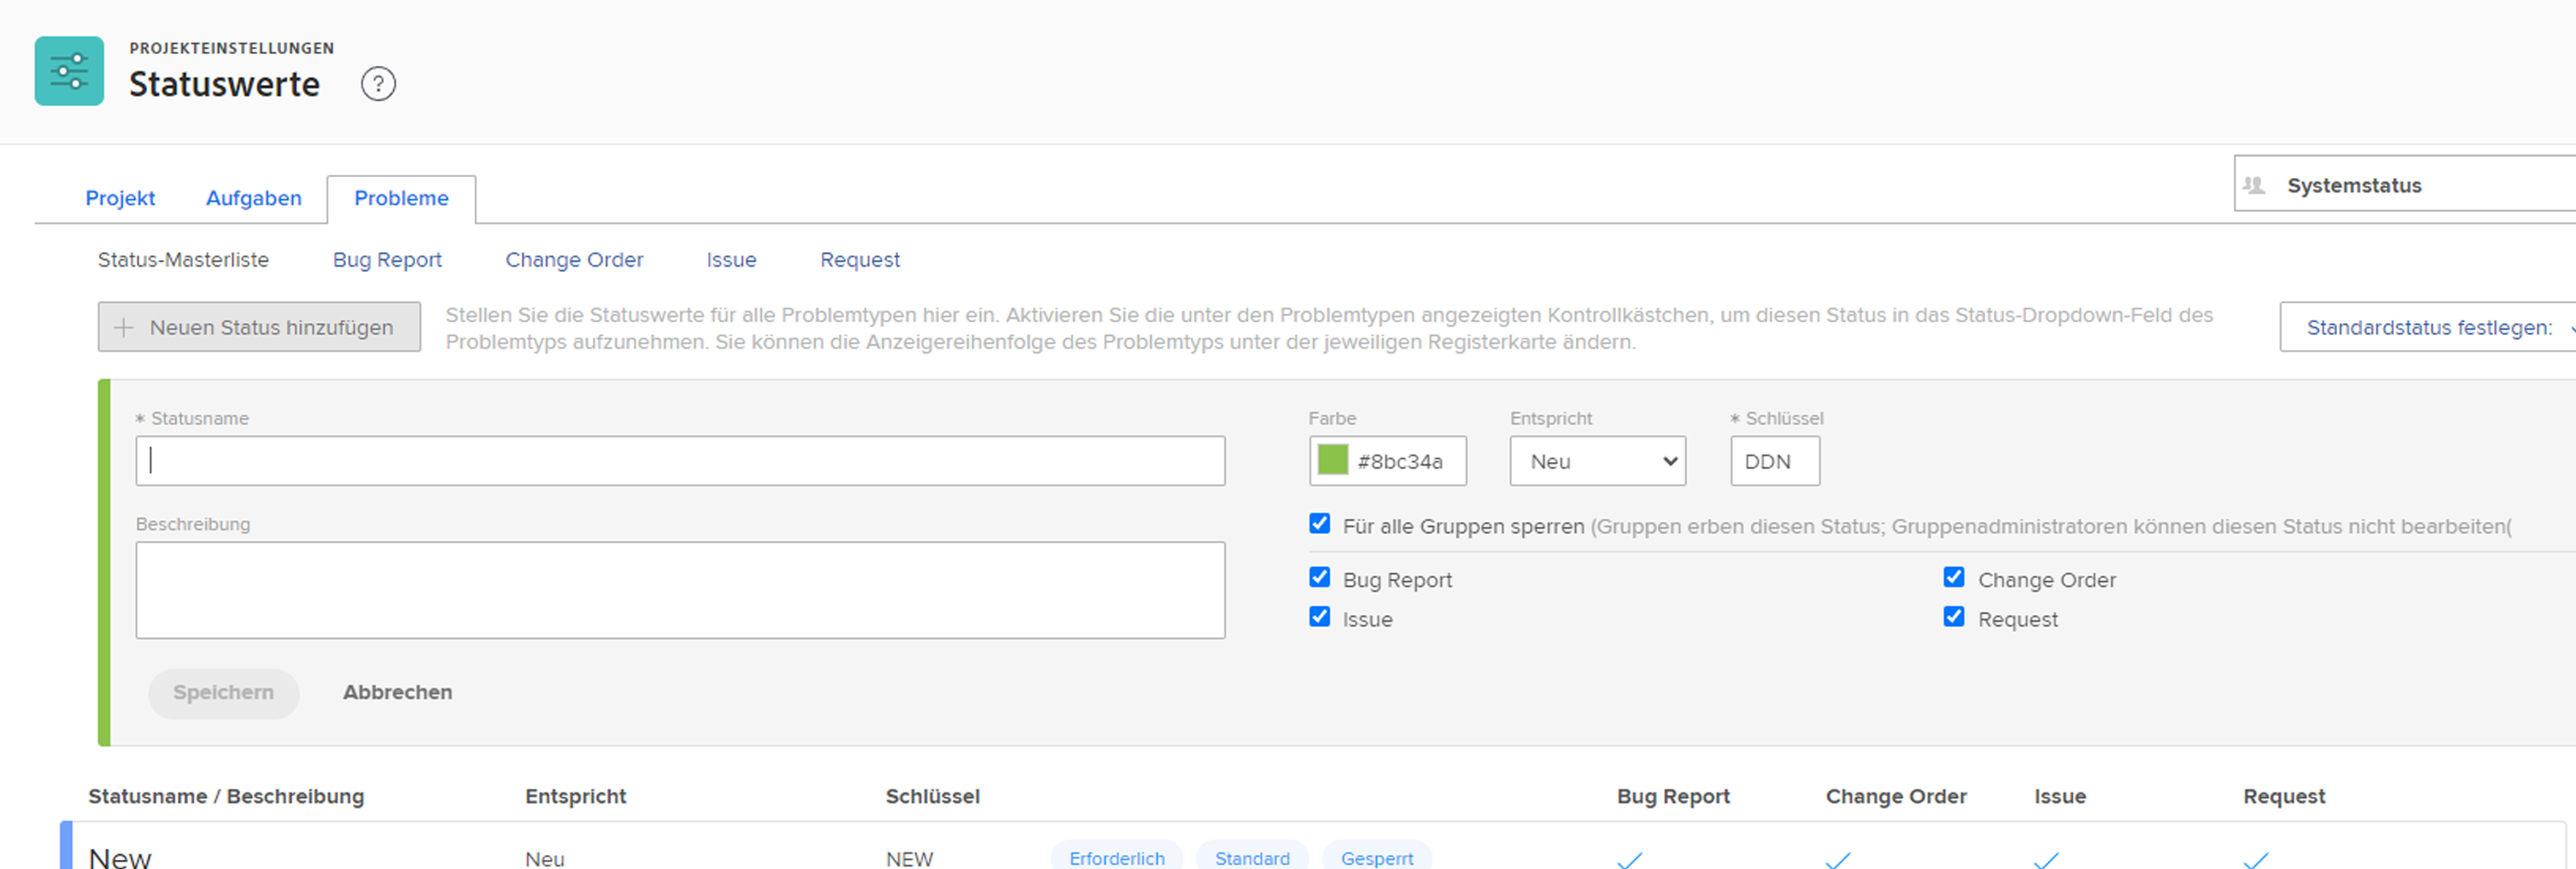 PROJEKTEINSTELLUNGEN
Statuswerte ?
Projekt Aufgaben Probleme
Systemstatus
Status-Masterliste Bug Report Change Order Issue Request
Neuen Status hinzufügen
Stellen Sie die Statuswerte für alle Problemtypen hier ein. Aktivieren Sie die unter den Problemtypen angezeigten Kontrollkästchen, um diesen Status in das Status-Dropdown-Feld des
Problemtyps aufzunehmen. Sie können die Anzeigereihenfolge des Problemtyps unter der jeweiligen Registerkarte ändern.
Standardstatus festlegen:
* Statusname
Farbe Entspricht * Schlüssel
#8bc34a Neu DDN
Beschreibung
Für alle Gruppen sperren (Gruppen erben diesen Status; Gruppenadministratoren können diesen Status nicht bearbeiten(
Bug Report Change Order
Issue Request
Speichern Abbrechen
Statusname / Beschreibung Entspricht Schlüssel Bug Report Change Order Issue Request
New Neu NEW Erforderlich Standard Gesperrt